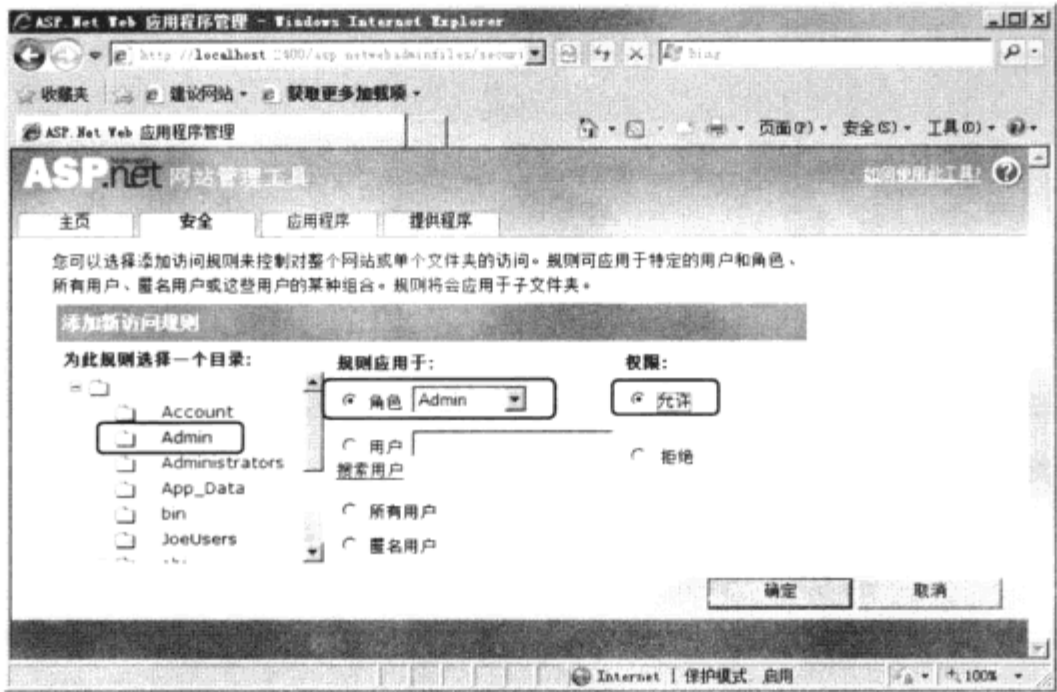 ASP.Net Web 应用程序管理 - Windows Internet Explorer
http://localhost:2400/asp.netwebadminfiles/securi
bing
收藏夹 建议网站 获取更多加载项
ASP.Net Web 应用程序管理
页面(P) 安全(S) 工具(O)
ASP.net 网站管理工具
如何使用此工具? ?
主页 安全 应用程序 提供程序
您可以选择添加访问规则来控制对整个网站或单个文件夹的访问。规则可应用于特定的用户和角色、
所有用户、匿名用户或这些用户的某种组合。规则将会应用于子文件夹。
添加新访问规则
为此规则选择一个目录: 规则应用于: 权限:
角色 Admin 允许
Account
Admin
用户
拒绝
Administrators
搜索用户
App_Data
bin
所有用户
JoeUsers
匿名用户
确定 取消
Internet | 保护模式: 启用 100%